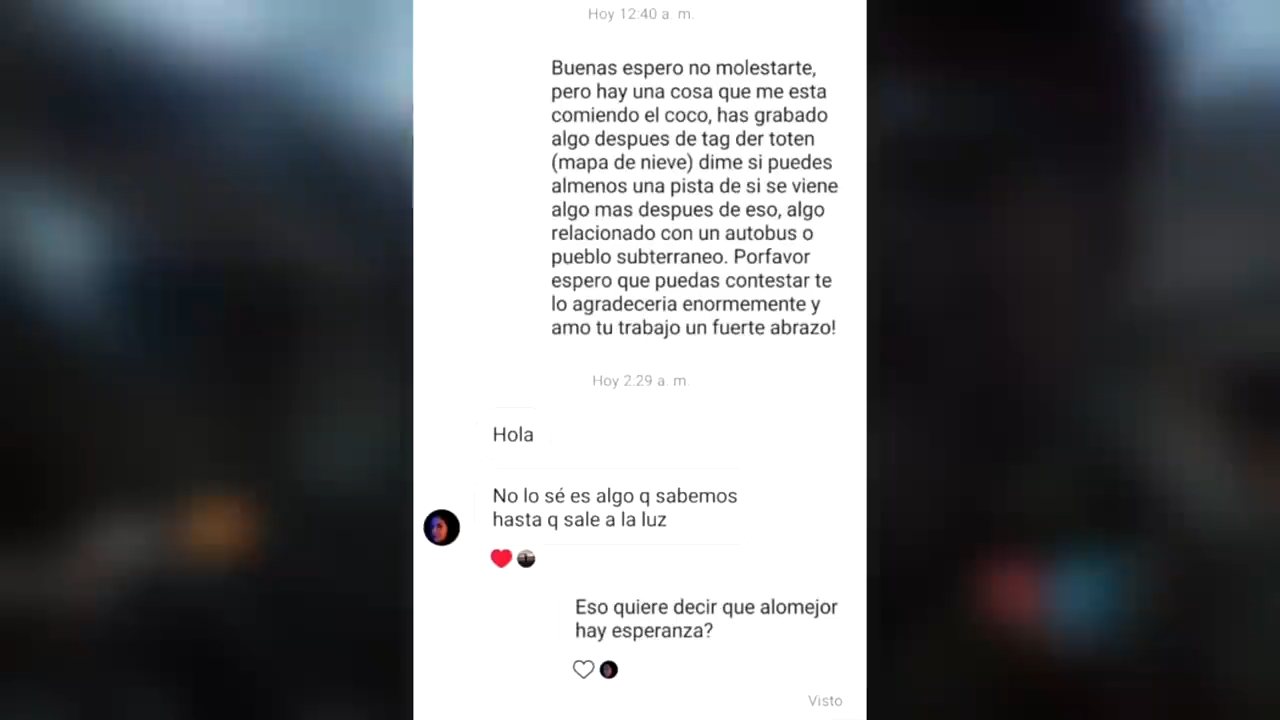 Hoy 12:40 a. m.
Buenas espero no molestarte,
pero hay una cosa que me esta
comiendo el coco, has grabado
algo despues de tag der toten
(mapa de nieve) dime si puedes
almenos una pista de si se viene
algo mas despues de eso, algo
relacionado con un autobus o
pueblo subterraneo. Porfavor
espero que puedas contestar te
lo agradeceria enormemente y
amo tu trabajo un fuerte abrazo!
Hoy 2:29 a. m.
Hola
No lo sé es algo q sabemos
hasta q sale a la luz
Eso quiere decir que alomejor
hay esperanza?
Visto